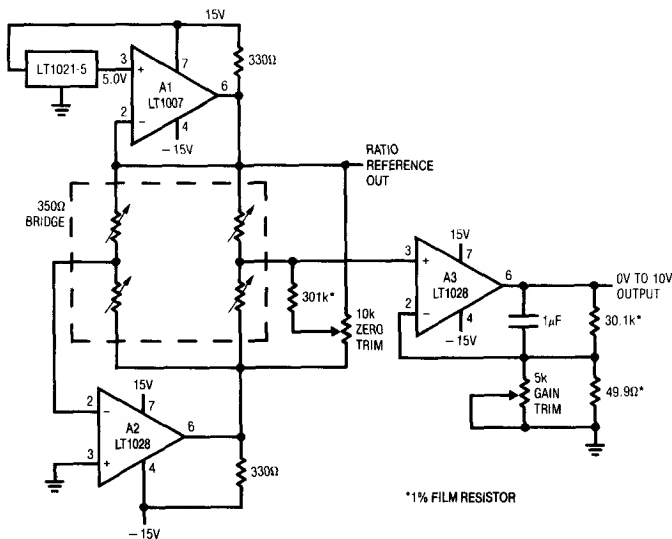 15V
LT1021-5
5.0V
3
+
7
A1
LT1007
6
330Ω
2
−
4
−15V
RATIO
REFERENCE
OUT
350Ω
BRIDGE
301k*
10k
ZERO
TRIM
15V
3
+
7
A3
LT1028
6
0V TO 10V
OUTPUT
2
−
4
−15V
1μF
30.1k*
5k
GAIN
TRIM
49.9Ω*
15V
2
−
7
A2
LT1028
6
3
+
4
330Ω
−15V
*1% FILM RESISTOR